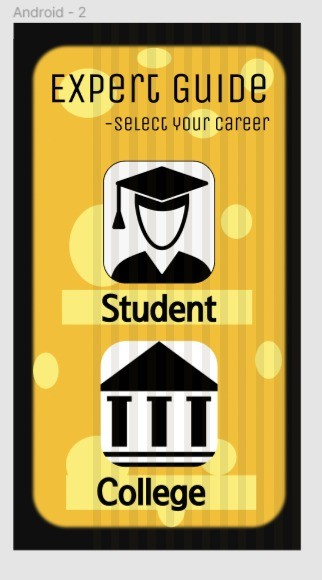 Android - 2
Expert Guide
-select your career
Student
College